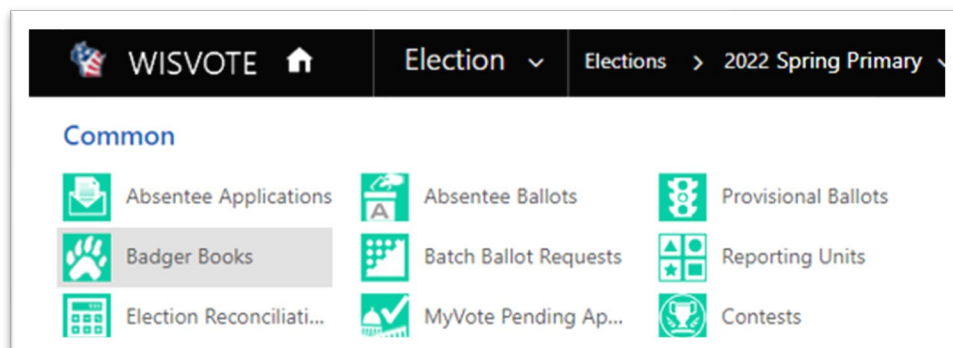 WISVOTE Election Elections > 2022 Spring Primary
Common
Absentee Applications Absentee Ballots Provisional Ballots
A
Badger Books Batch Ballot Requests Reporting Units
Election Reconciliati... MyVote Pending Ap... Contests